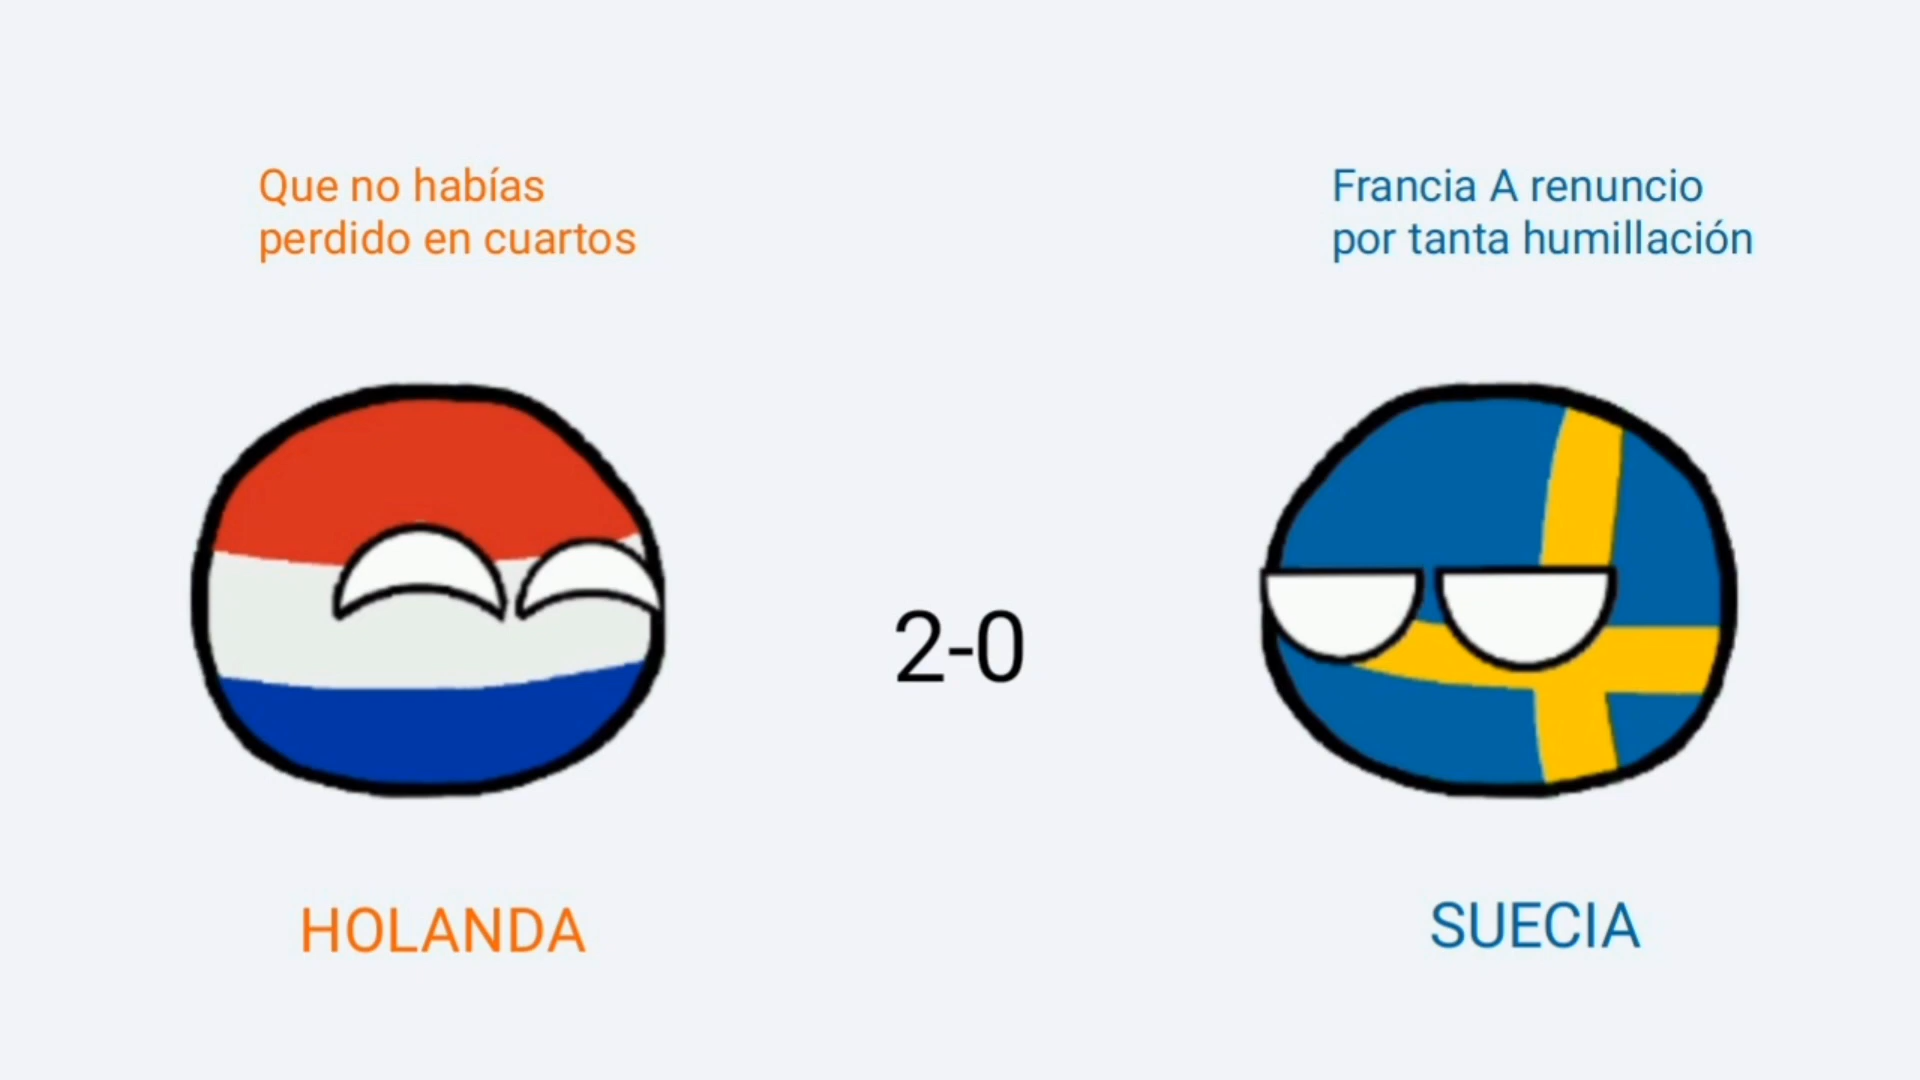 Que no habías
perdido en cuartos
Francia A renuncio
por tanta humillación
2-0
HOLANDA
SUECIA